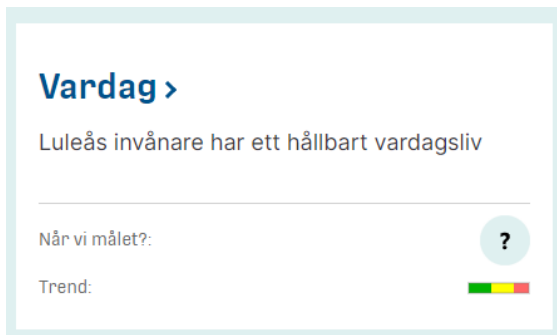 Vardag >
Luleås invånare har ett hållbart vardagsliv
Når vi målet?:
?
Trend: